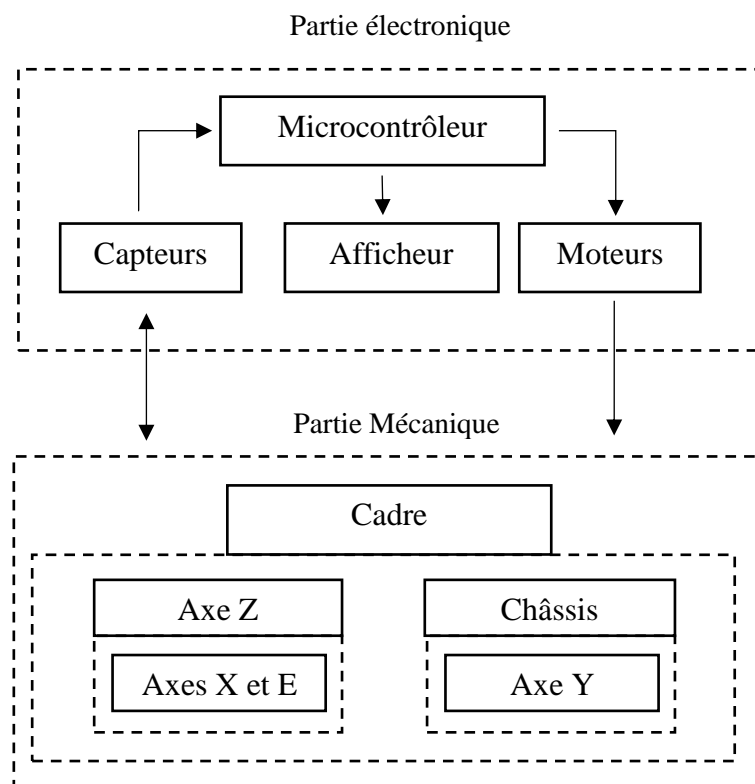 Partie électronique
Microcontrôleur
Capteurs
Afficheur
Moteurs
Partie Mécanique
Cadre
Axe Z
Châssis
Axes X et E
Axe Y